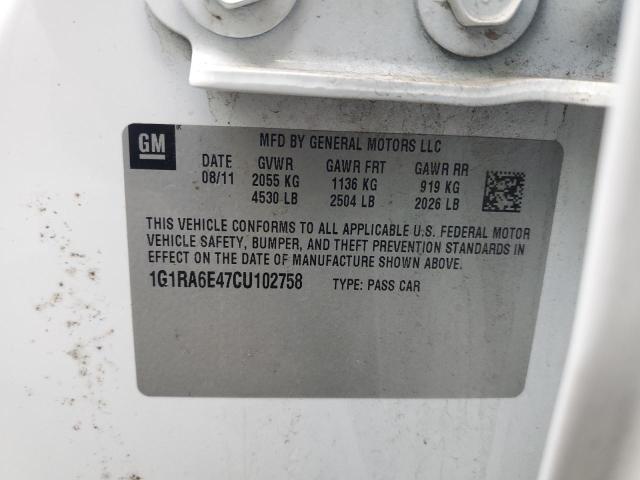 GM
MFD BY GENERAL MOTORS LLC
DATE GVWR GAWR FRT GAWR RR
08/11 2055 KG 1136 KG 919 KG
4530 LB 2504 LB 2026 LB
THIS VEHICLE CONFORMS TO ALL APPLICABLE U.S. FEDERAL MOTOR
VEHICLE SAFETY, BUMPER, AND THEFT PREVENTION STANDARDS IN
EFFECT ON THE DATE OF MANUFACTURE SHOWN ABOVE.
1G1RA6E47CU102758 TYPE: PASS CAR